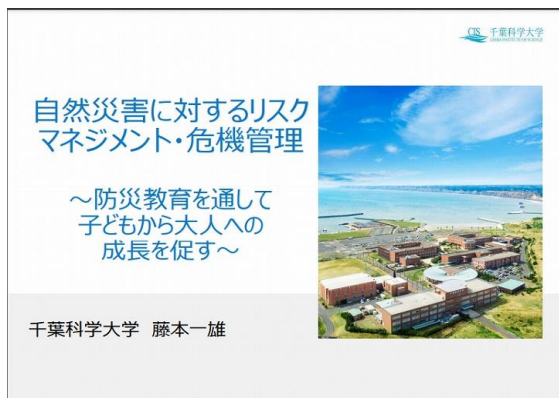 CIS 千葉科学大学
自然災害に対するリスク
マネジメント・危機管理
～防災教育を通して
子どもから大人への
成長を促す～
千葉科学大学 藤本一雄